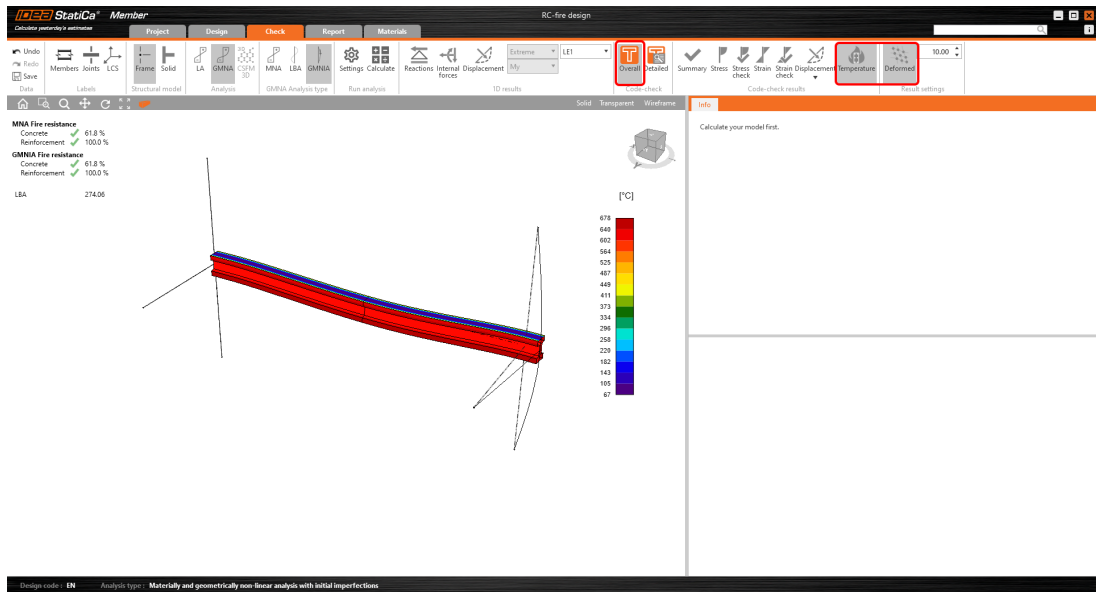 IDEA StatiCa® Member
RC-fire design
Calculate yesterday's estimates
Project Design Check Report Materials
Undo
Redo
Save
Members Joints LCS
Frame Solid
LA GMNA CSFM 3D
MNA LBA GMNIA
Settings Calculate
Reactions Internal forces Displacement
Extreme LE1
My
Overall Detailed
Summary Stress Stress check Strain Strain check Displacement Temperature Deformed
10.00
Data Labels Structural model Analysis GMNA Analysis type Run analysis 1D results Code-check Code-check results Result settings
Solid Transparent Wireframe
Info
Calculate your model first.
MNA Fire resistance
Concrete 61.8 %
Reinforcement 100.0 %
GMNIA Fire resistance
Concrete 61.8 %
Reinforcement 100.0 %
LBA 274.06
[°C]
678
640
602
564
525
487
449
411
373
334
296
258
220
182
143
105
67
Design code : EN Analysis type : Materially and geometrically non-linear analysis with initial imperfections